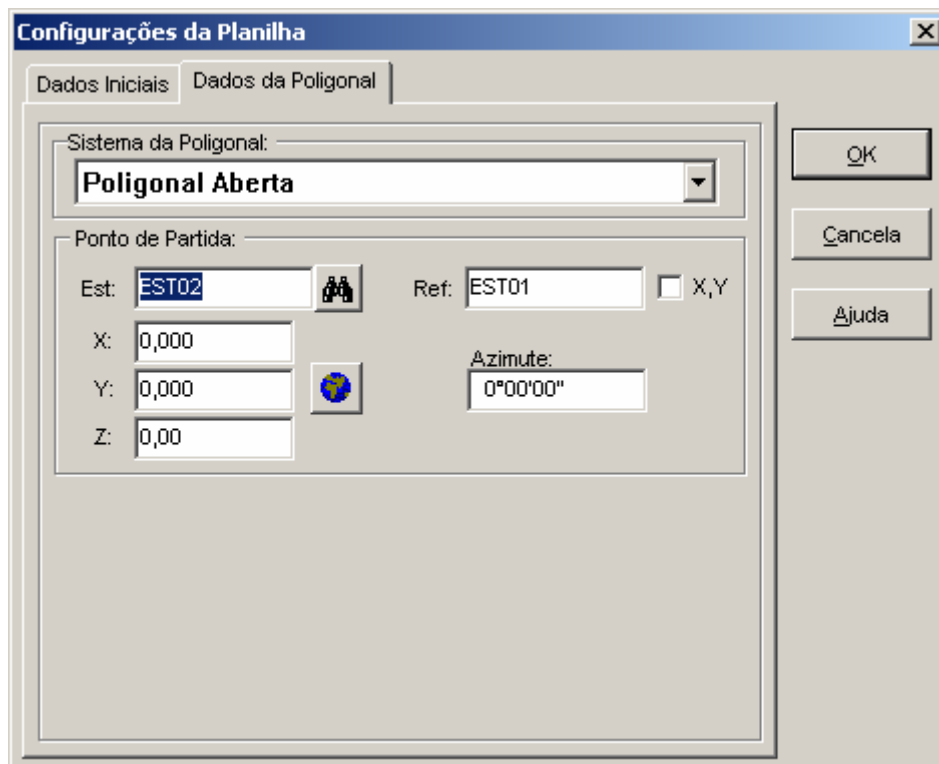 Configurações da Planilha
Dados Iniciais Dados da Poligonal
Sistema da Poligonal:
Poligonal Aberta
Ponto de Partida:
Est: EST02 Ref: EST01 X,Y
X: 0,000
Azimute:
Y: 0,000 0°00'00"
Z: 0,00
OK
Cancela
Ajuda